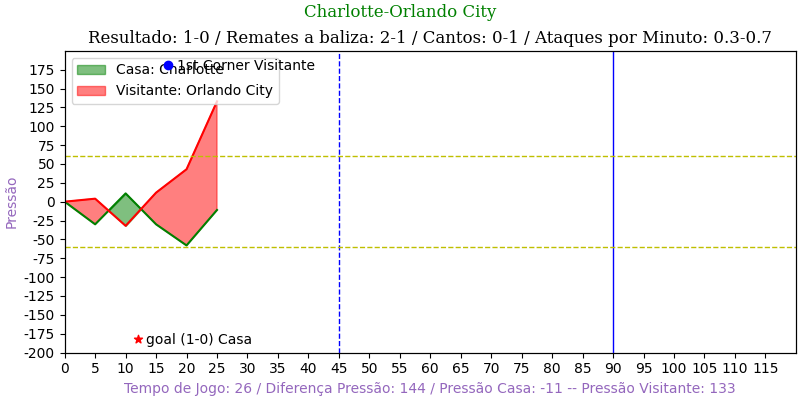 Charlotte-Orlando City
Resultado: 1-0 / Remates a baliza: 2-1 / Cantos: 0-1 / Ataques por Minuto: 0.3-0.7
Casa: Charlotte
1st Corner Visitante
Visitante: Orlando City
Pressão
175
150
125
100
75
50
25
0
-25
-50
-75
-100
-125
-150
-175
-200
goal (1-0) Casa
0 5 10 15 20 25 30 35 40 45 50 55 60 65 70 75 80 85 90 95 100 105 110 115
Tempo de Jogo: 26 / Diferença Pressão: 144 / Pressão Casa: -11 -- Pressão Visitante: 133